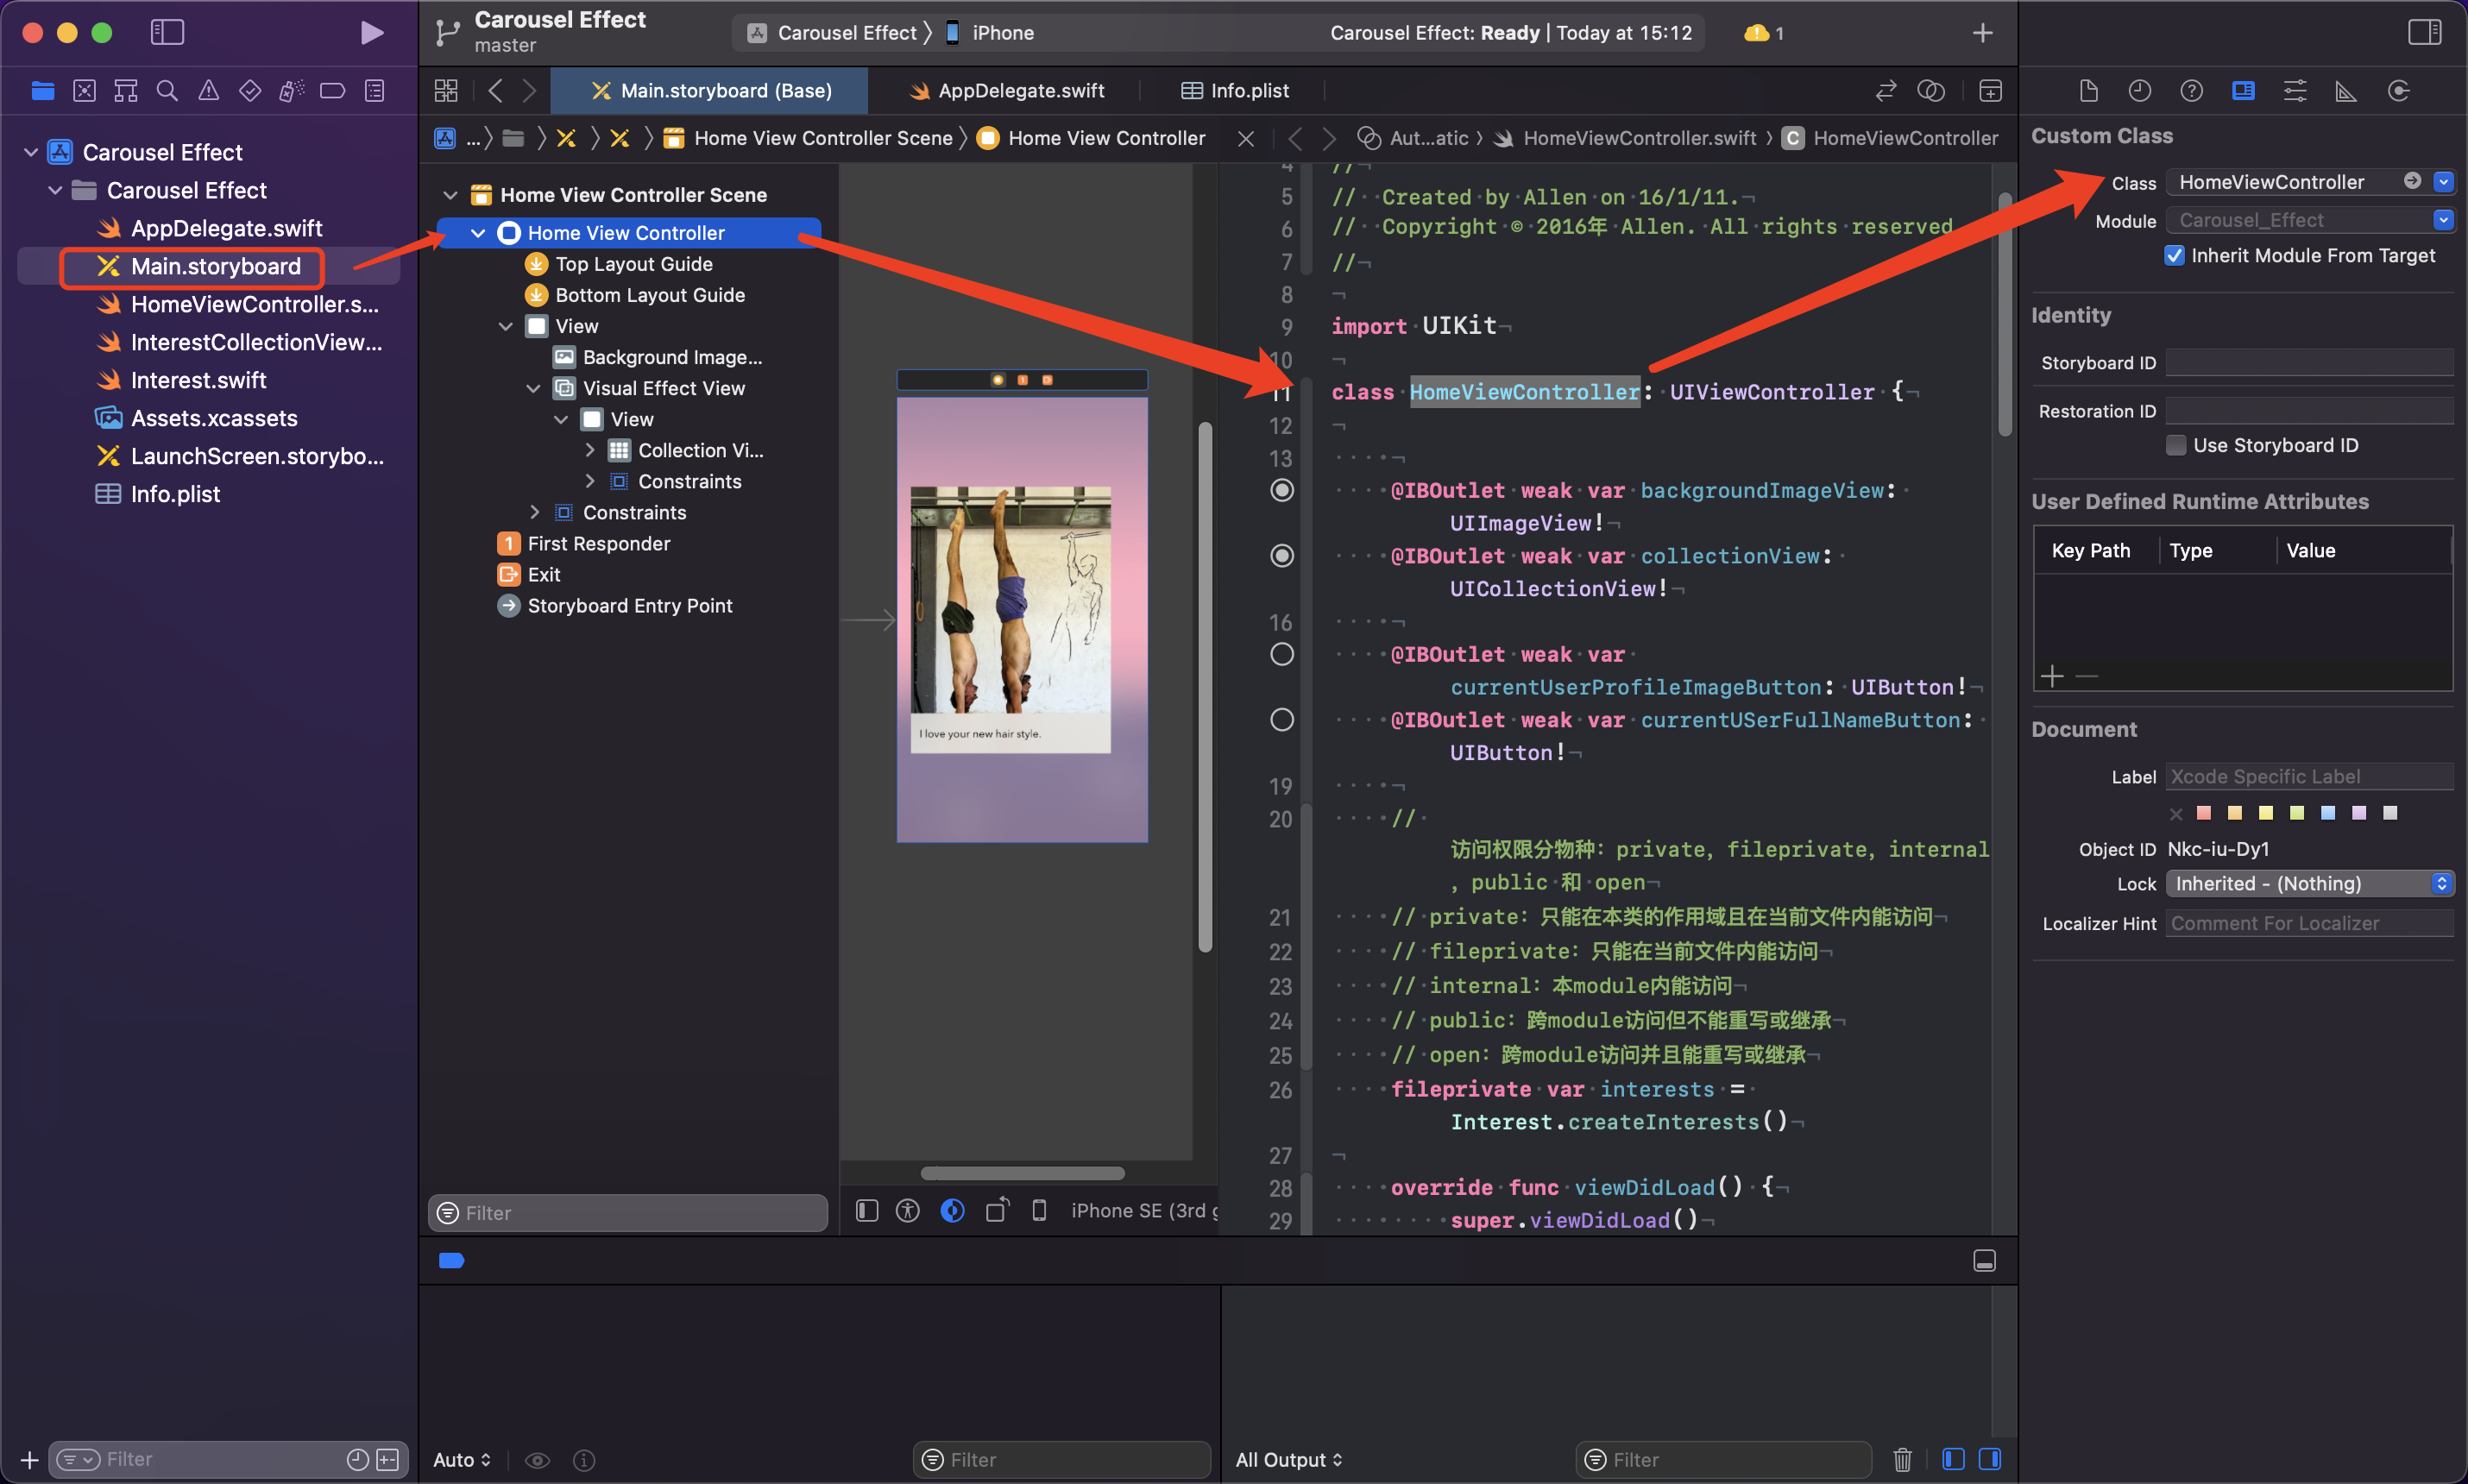 Carousel Effect
master
Carousel Effect
iPhone
Carousel Effect: Ready | Today at 15:12
1
Main.storyboard (Base)
AppDelegate.swift
Info.plist
...
Home View Controller Scene
Home View Controller
Aut...atic
HomeViewController.swift
C HomeViewController
Carousel Effect
Carousel Effect
AppDelegate.swift
Main.storyboard
HomeViewController.s...
InterestCollectionView...
Interest.swift
Assets.xcassets
LaunchScreen.storybo...
Info.plist
Filter
Home View Controller Scene
Home View Controller
Top Layout Guide
Bottom Layout Guide
View
Background Image...
Visual Effect View
View
Collection Vi...
Constraints
Constraints
1 First Responder
Exit
Storyboard Entry Point
Filter
I love your new hair style.
iPhone SE (3rd
4 //
5 //  Created by Allen on 16/1/11.
6 //  Copyright © 2016年 Allen. All rights reserved
7 //
8
9 import UIKit
10
11 class HomeViewController: UIViewController {
12
13
@IBOutlet weak var backgroundImageView:
UIImageView!
@IBOutlet weak var collectionView:
UICollectionView!
16
@IBOutlet weak var
currentUserProfileImageButton: UIButton!
@IBOutlet weak var currentUSerFullNameButton:
UIButton!
19
20 //
访问权限分物种：private，fileprivate，internal
，public 和 open
21 // private：只能在本类的作用域且在当前文件内能访问
22 // fileprivate：只能在当前文件内能访问
23 // internal：本module内能访问
24 // public：跨module访问但不能重写或继承
25 // open：跨module访问并且能重写或继承
26 fileprivate var interests =
Interest.createInterests()
27
28 override func viewDidLoad() {
29 super.viewDidLoad()
Auto
Filter
All Output
Filter
Custom Class
Class HomeViewController
Module Carousel_Effect
Inherit Module From Target
Identity
Storyboard ID
Restoration ID
Use Storyboard ID
User Defined Runtime Attributes
Key Path Type Value
Document
Label Xcode Specific Label
Object ID Nkc-iu-Dy1
Lock Inherited - (Nothing)
Localizer Hint Comment For Localizer